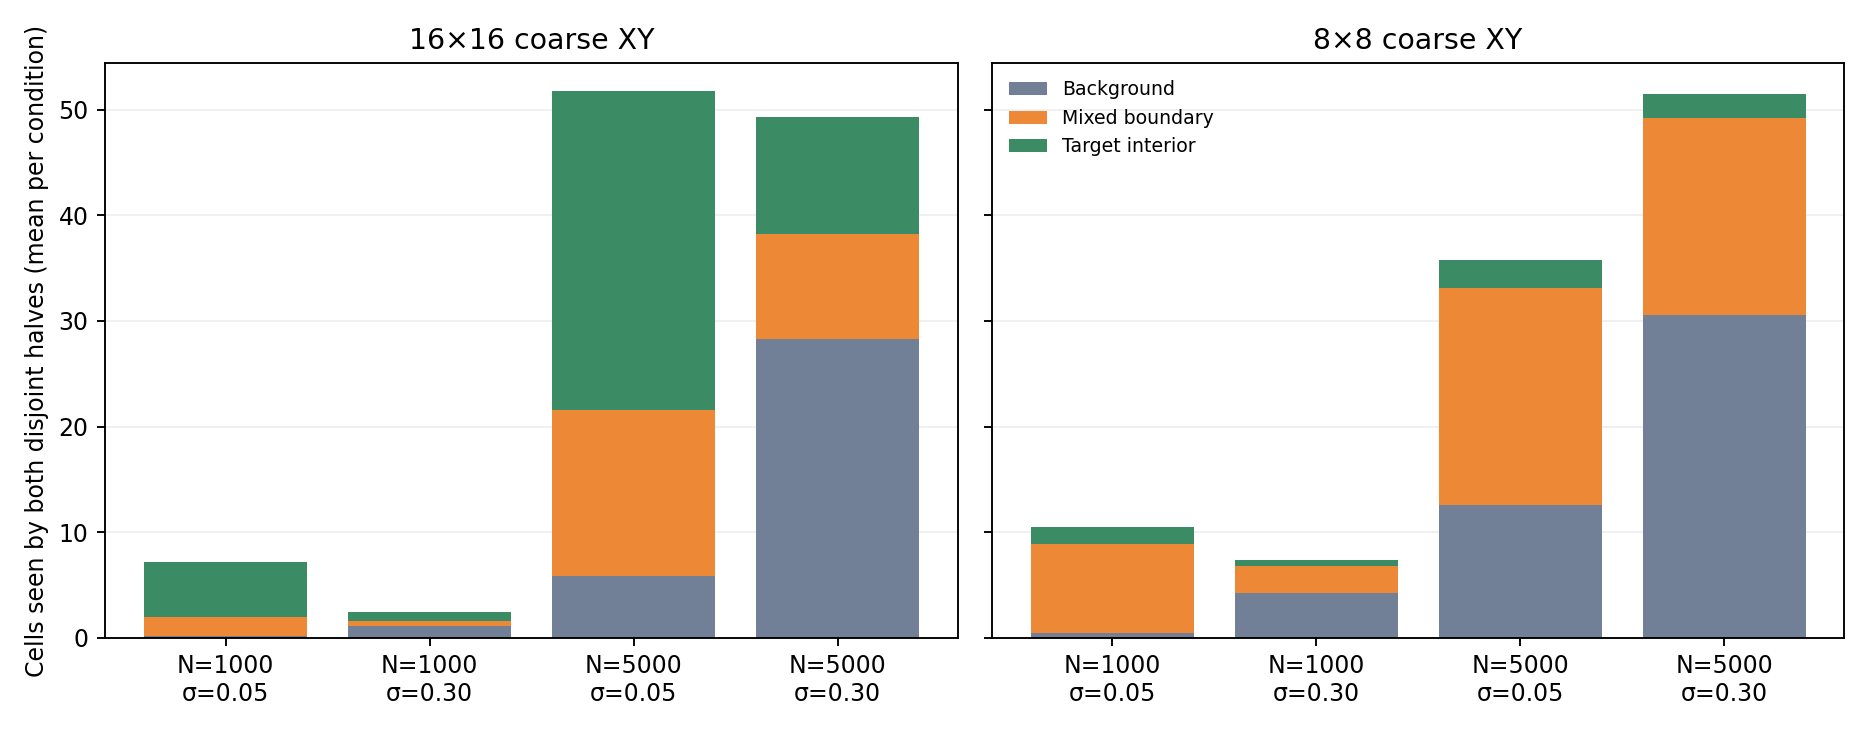 16×16 coarse XY
8×8 coarse XY
Cells seen by both disjoint halves (mean per condition)
50
40
30
20
10
0
Background
Mixed boundary
Target interior
N=1000
σ=0.05
N=1000
σ=0.30
N=5000
σ=0.05
N=5000
σ=0.30
N=1000
σ=0.05
N=1000
σ=0.30
N=5000
σ=0.05
N=5000
σ=0.30